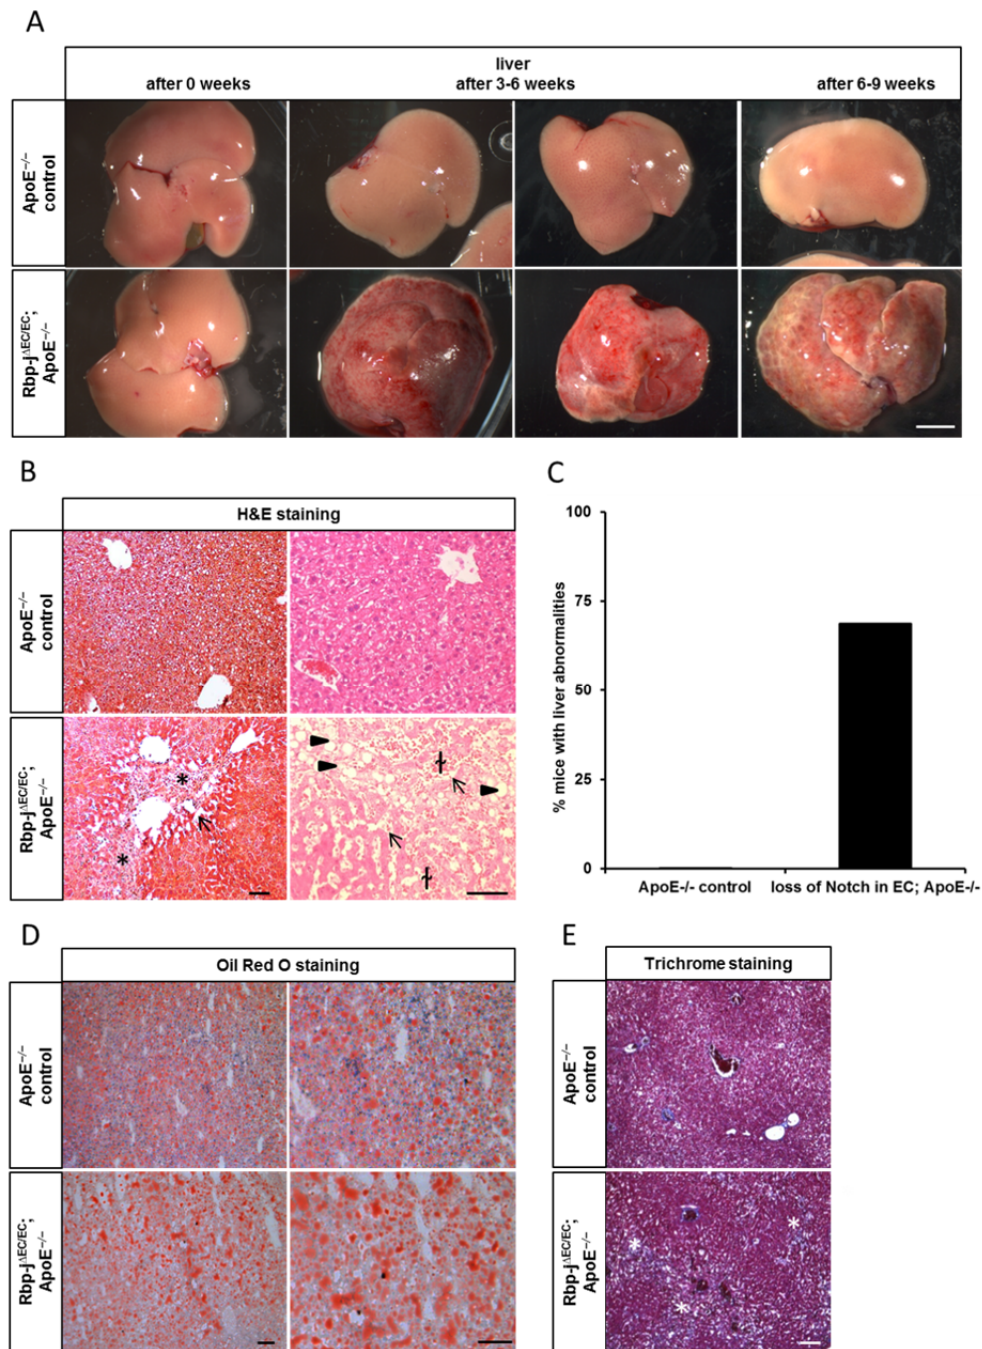 A
liver
after 0 weeks
after 3-6 weeks
after 6-9 weeks
ApoE−/−
control
Rbp-jΔEC/EC;
ApoE−/−
B
H&E staining
ApoE−/−
control
Rbp-jΔEC/EC;
ApoE−/−
*
*
C
% mice with liver abnormalities
100
75
50
25
0
ApoE-/- control
loss of Notch in EC; ApoE-/-
D
Oil Red O staining
ApoE−/−
control
Rbp-jΔEC/EC;
ApoE−/−
E
Trichrome staining
ApoE−/−
control
Rbp-jΔEC/EC;
ApoE−/−
*
*
*